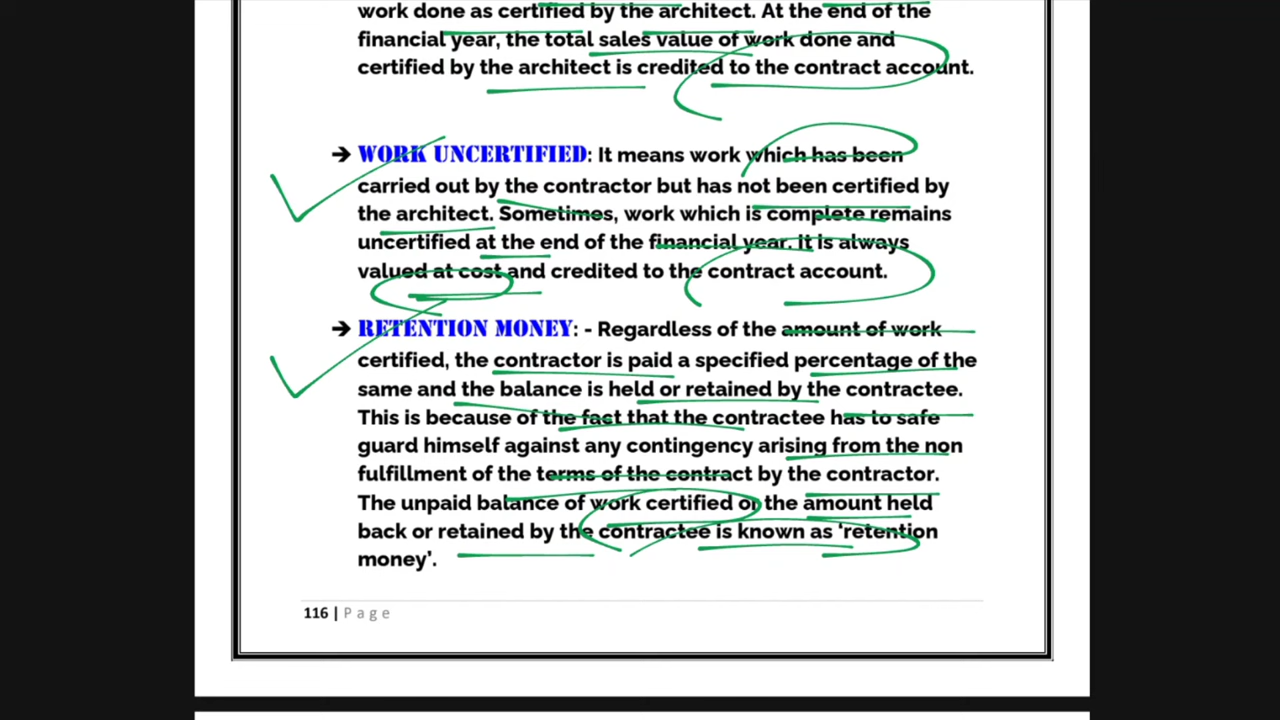 work done as certified by the architect. At the end of the
financial year, the total sales value of work done and
certified by the architect is credited to the contract account.
➔ WORK UNCERTIFIED: It means work which has been
carried out by the contractor but has not been certified by
the architect. Sometimes, work which is complete remains
uncertified at the end of the financial year. It is always
valued at cost and credited to the contract account.
➔ RETENTION MONEY: - Regardless of the amount of work
certified, the contractor is paid a specified percentage of the
same and the balance is held or retained by the contractee.
This is because of the fact that the contractee has to safe
guard himself against any contingency arising from the non
fulfillment of the terms of the contract by the contractor.
The unpaid balance of work certified or the amount held
back or retained by the contractee is known as 'retention
money'.
116 | Page